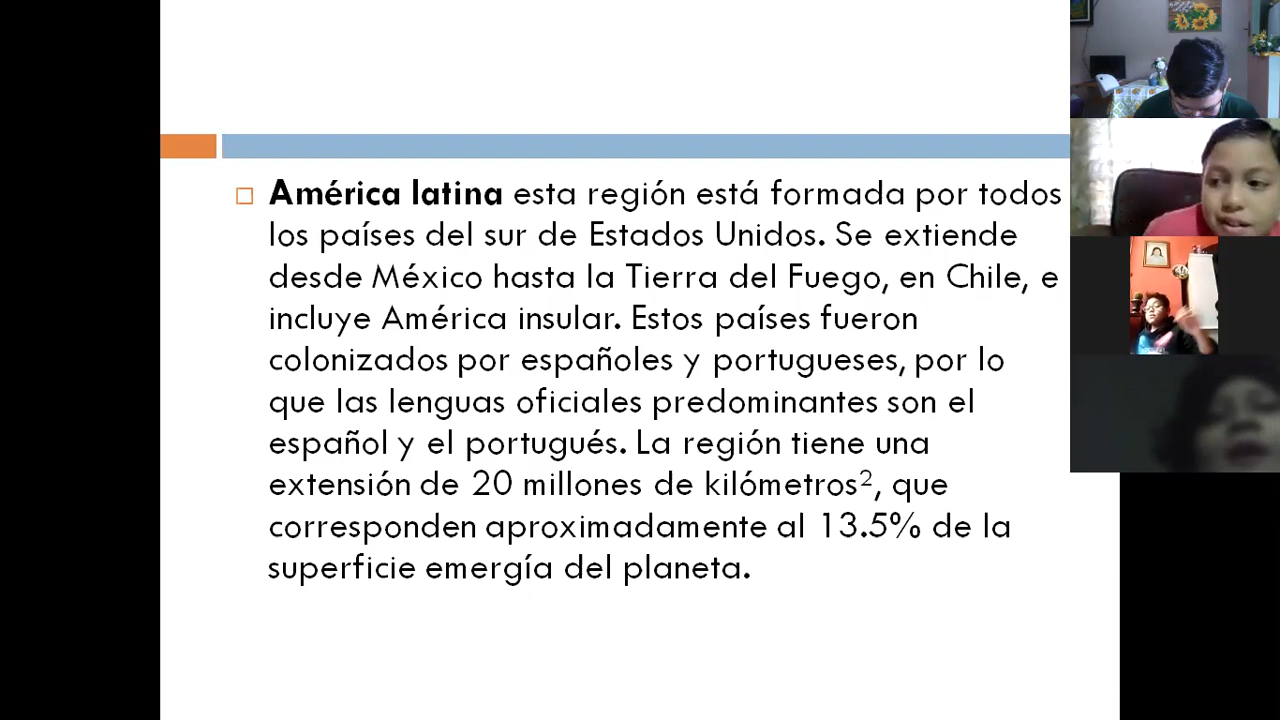 América latina esta región está formada por todos
los países del sur de Estados Unidos. Se extiende
desde México hasta la Tierra del Fuego, en Chile, e
incluye América insular. Estos países fueron
colonizados por españoles y portugueses, por lo
que las lenguas oficiales predominantes son el
español y el portugués. La región tiene una
extensión de 20 millones de kilómetros², que
corresponden aproximadamente al 13.5% de la
superficie emergía del planeta.